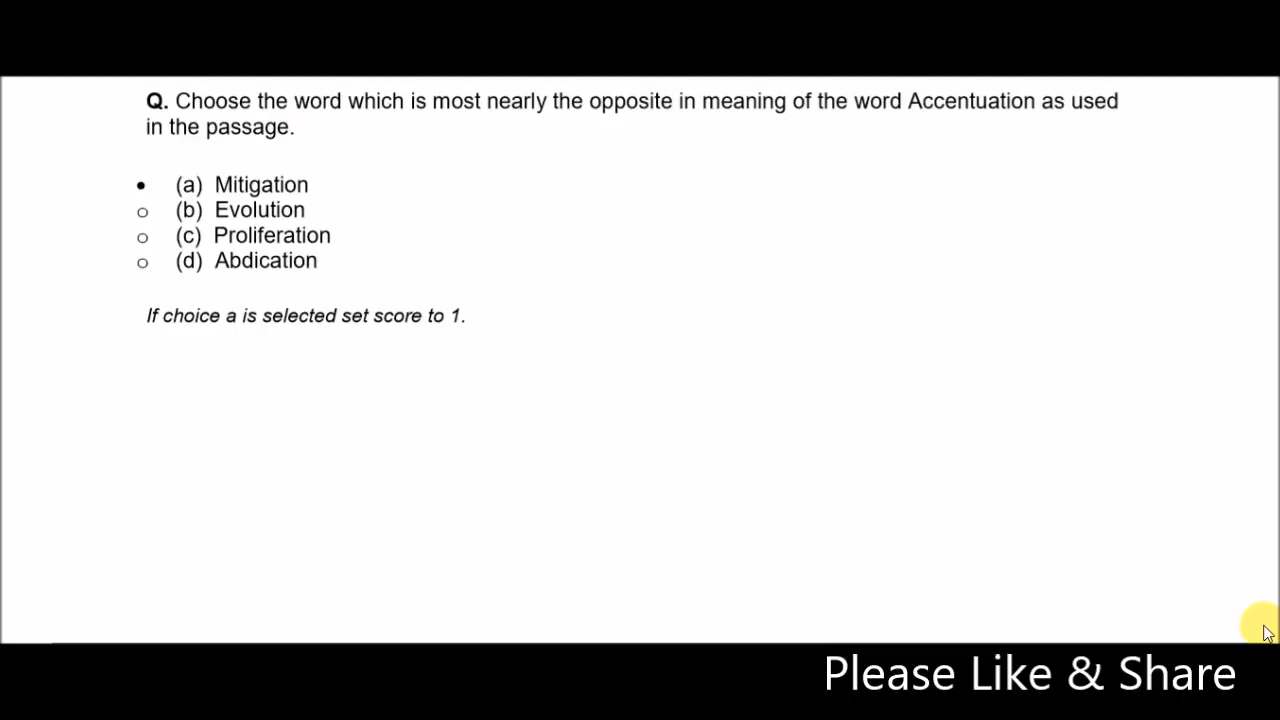 Q. Choose the word which is most nearly the opposite in meaning of the word Accentuation as used
in the passage.
• (a) Mitigation
o (b) Evolution
o (c) Proliferation
o (d) Abdication
If choice a is selected set score to 1.
Please Like & Share